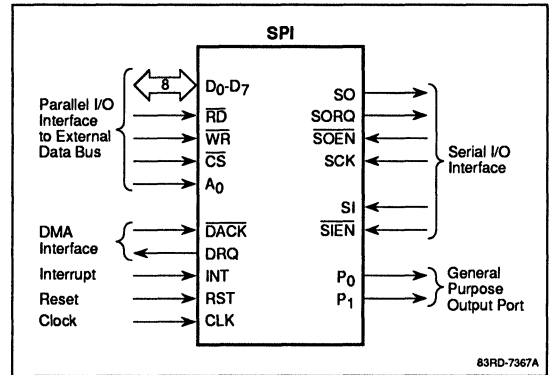 SPI
8
D0-D7
Parallel I/O
Interface
to External
Data Bus
RD
WR
CS
A0
DMA
Interface
DACK
DRQ
Interrupt
INT
Reset
RST
Clock
CLK
SO
SORQ
SOEN
SCK
SI
SIEN
Serial I/O
Interface
P0
P1
General
Purpose
Output Port
83RD-7367A